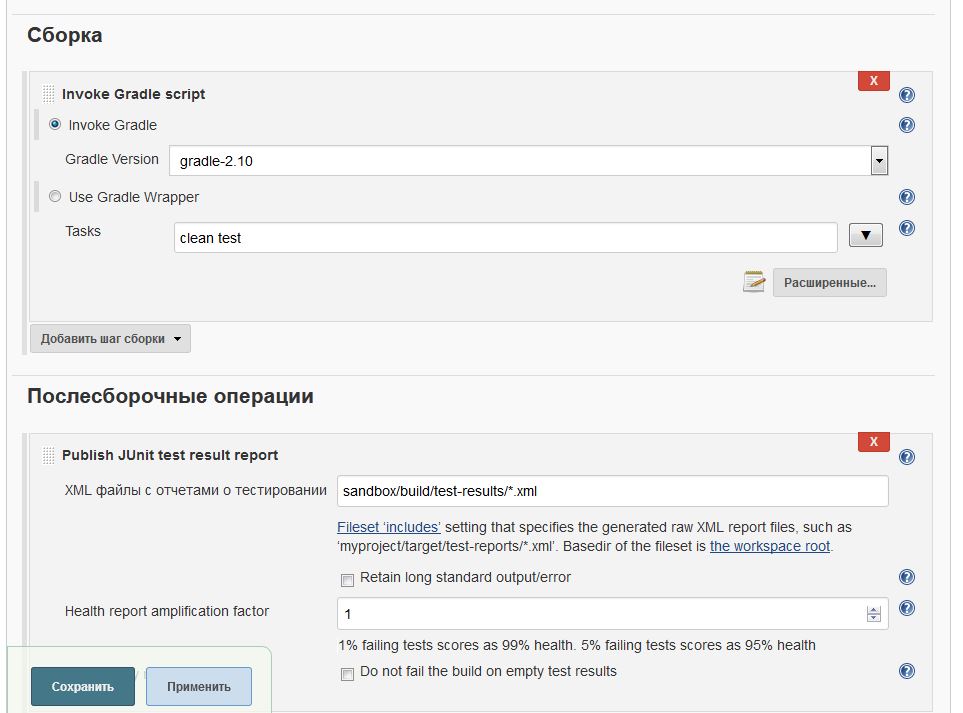 Сборка
X
Invoke Gradle script
Invoke Gradle
Gradle Version gradle-2.10
Use Gradle Wrapper
Tasks clean test
Расширенные...
Добавить шаг сборки
Послесборочные операции
X
Publish JUnit test result report
XML файлы с отчетами о тестировании sandbox/build/test-results/*.xml
Fileset ‘includes’ setting that specifies the generated raw XML report files, such as
‘myproject/target/test-reports/*.xml’. Basedir of the fileset is the workspace root.
Retain long standard output/error
Health report amplification factor 1
1% failing tests scores as 99% health. 5% failing tests scores as 95% health
Do not fail the build on empty test results
Сохранить Применить